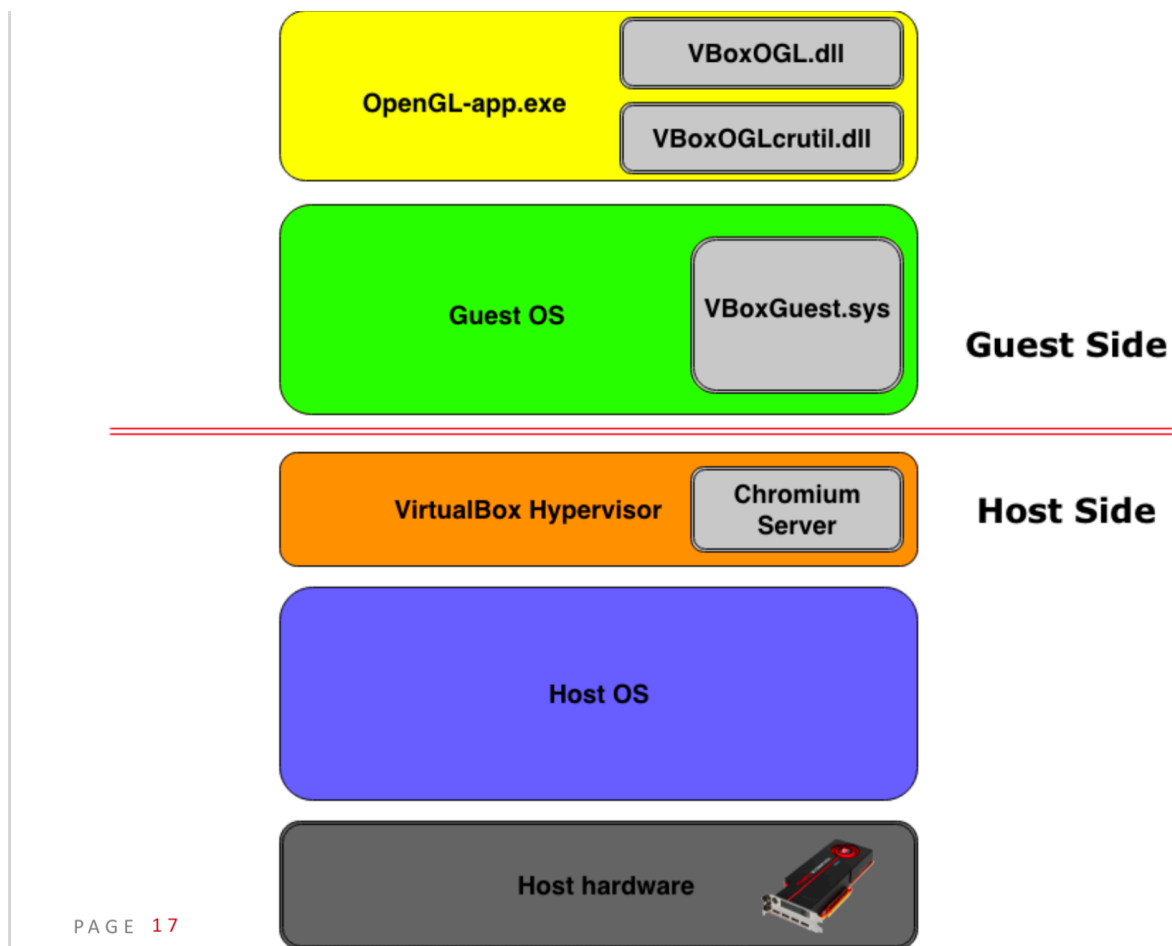 VBoxOGL.dll
OpenGL-app.exe
VBoxOGLcrutil.dll
Guest OS
VBoxGuest.sys
Guest Side
VirtualBox Hypervisor
Chromium
Server
Host Side
Host OS
Host hardware
PAGE 17